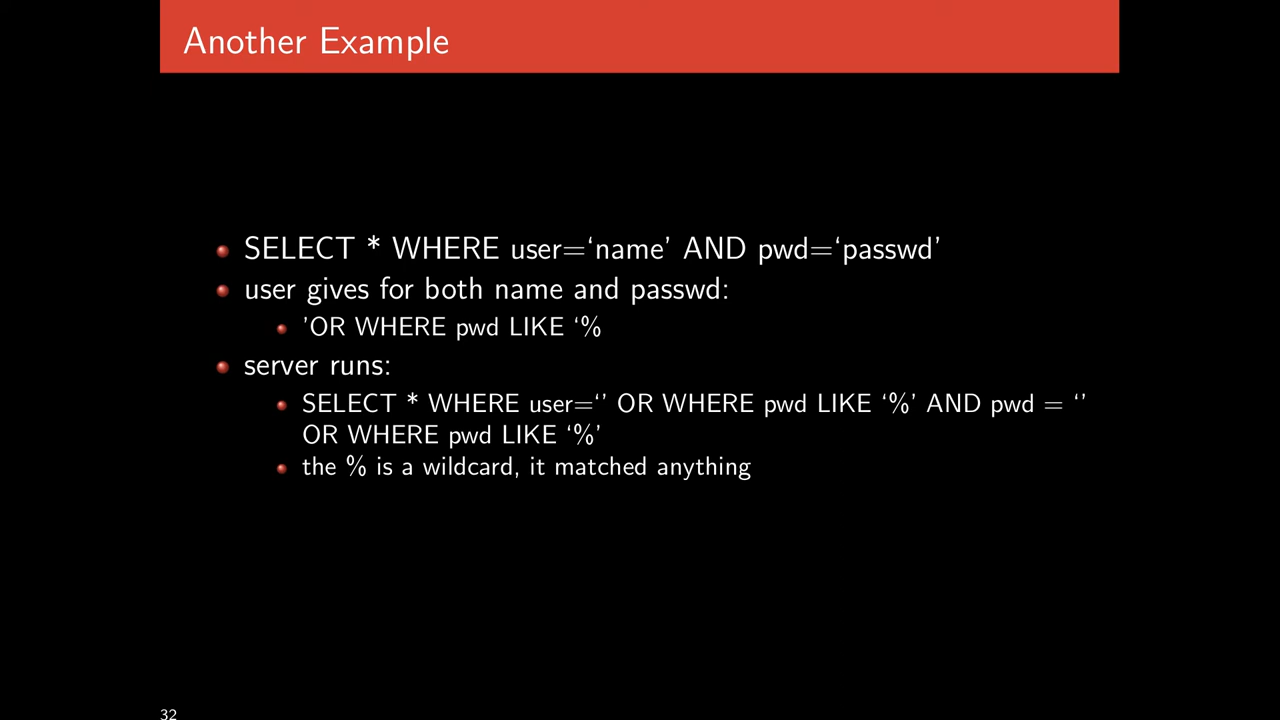 Another Example
SELECT * WHERE user=‘name’ AND pwd=‘passwd’
user gives for both name and passwd:
’OR WHERE pwd LIKE ‘%
server runs:
SELECT * WHERE user=‘’ OR WHERE pwd LIKE ‘%’ AND pwd = ‘’
OR WHERE pwd LIKE ‘%’
the % is a wildcard, it matched anything
32